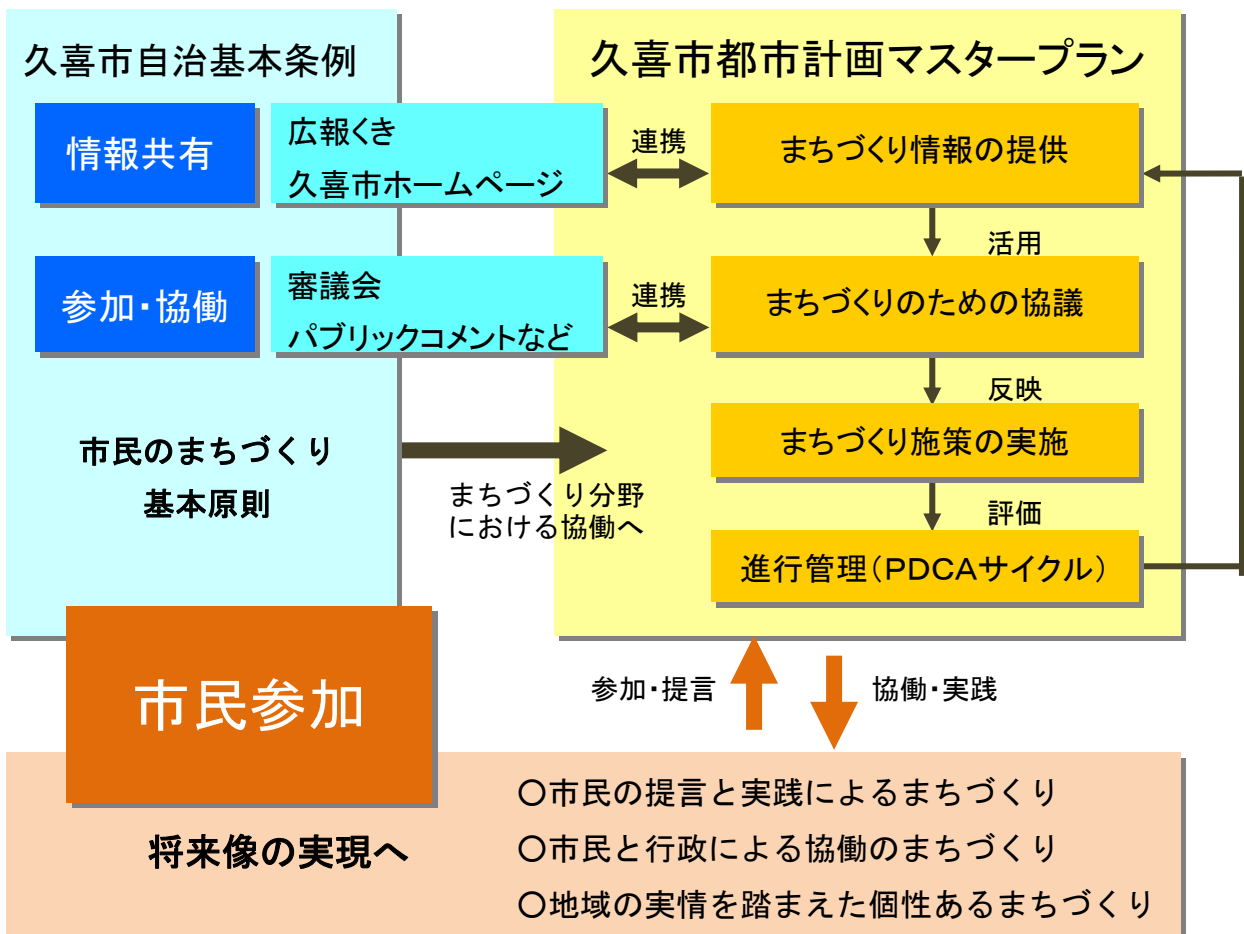 久喜市自治基本条例
情報共有
広報くき
久喜市ホームページ
参加・協働
審議会
パブリックコメントなど
市民のまちづくり
基本原則
まちづくり分野
における協働へ
久喜市都市計画マスタープラン
連携
まちづくり情報の提供
活用
連携
まちづくりのための協議
反映
まちづくり施策の実施
評価
進行管理(PDCAサイクル)
参加・提言
協働・実践
市民参加
将来像の実現へ
○市民の提言と実践によるまちづくり
○市民と行政による協働のまちづくり
○地域の実情を踏まえた個性あるまちづくり